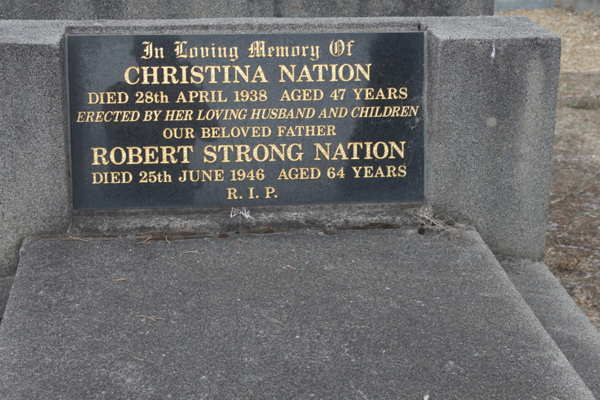 In Loving Memory Of
CHRISTINA NATION
DIED 28th APRIL 1938 AGED 47 YEARS
ERECTED BY HER LOVING HUSBAND AND CHILDREN
OUR BELOVED FATHER
ROBERT STRONG NATION
DIED 25th JUNE 1946 AGED 64 YEARS
R. I. P.